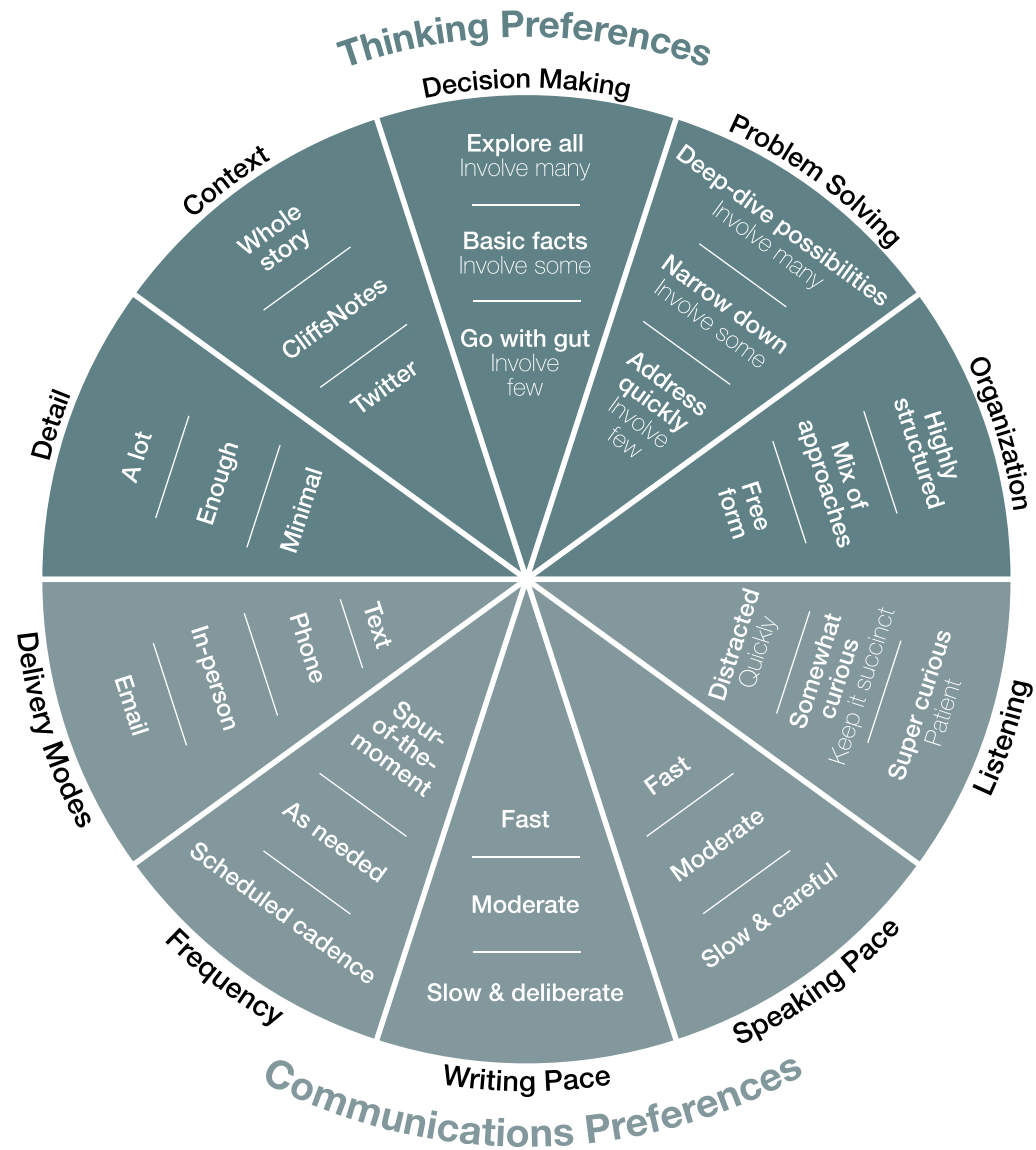 Thinking Preferences
Decision Making
Explore all
Involve many
Basic facts
Involve some
Go with gut
Involve
few
Problem Solving
Deep-dive possibilities
Involve many
Narrow down
Involve some
Address
quickly
Involve
few
Organization
Highly
structured
Mix of
approaches
Free
form
Listening
Distracted
Quickly
Somewhat
curious
Keep it succinct
Super curious
Patient
Speaking Pace
Fast
Moderate
Slow & careful
Writing Pace
Fast
Moderate
Slow & deliberate
Frequency
Spur-
of-the-
moment
As needed
Scheduled cadence
Delivery Modes
Text
Phone
In-person
Email
Detail
A lot
Enough
Minimal
Context
Whole
story
CliffsNotes
Twitter
Communications Preferences